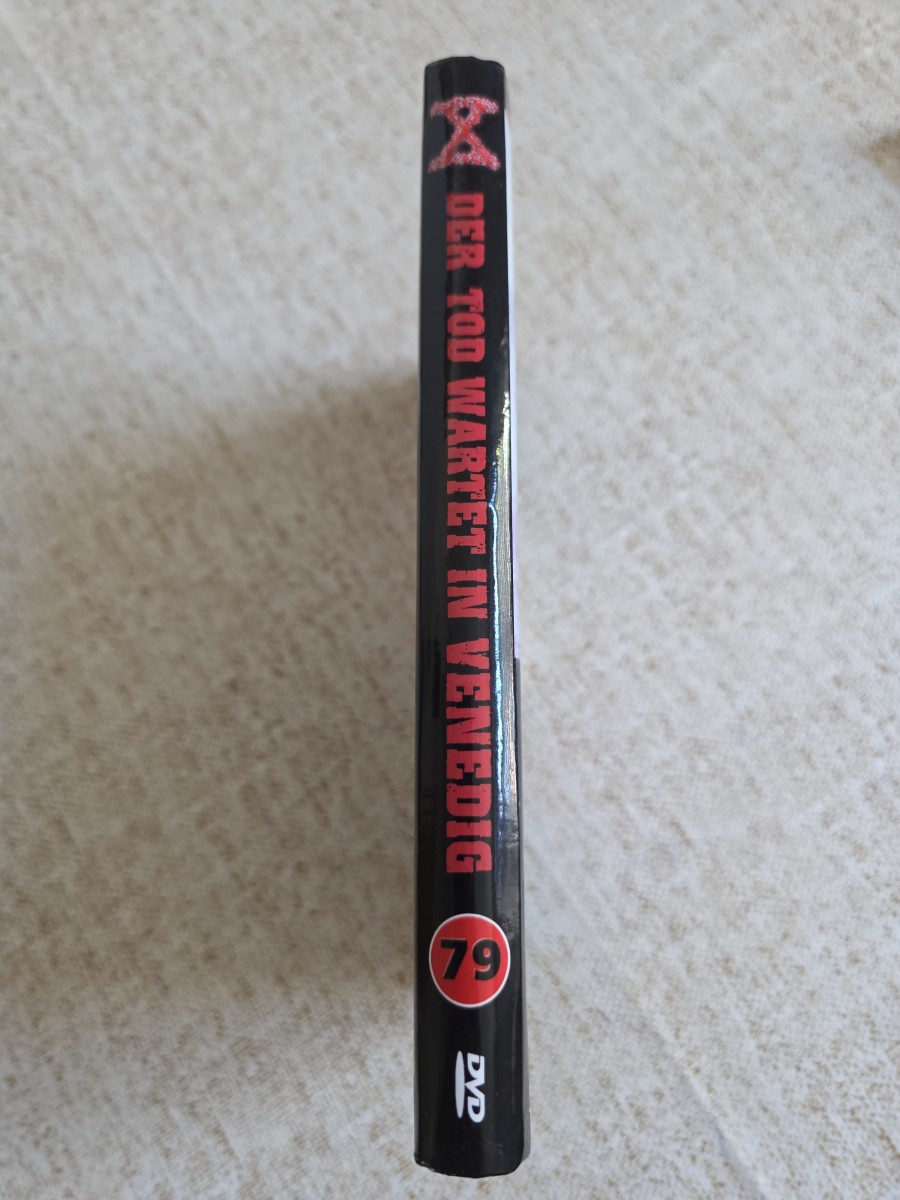 X
DER TOD WARTET IN VENEDIG
79
DVD